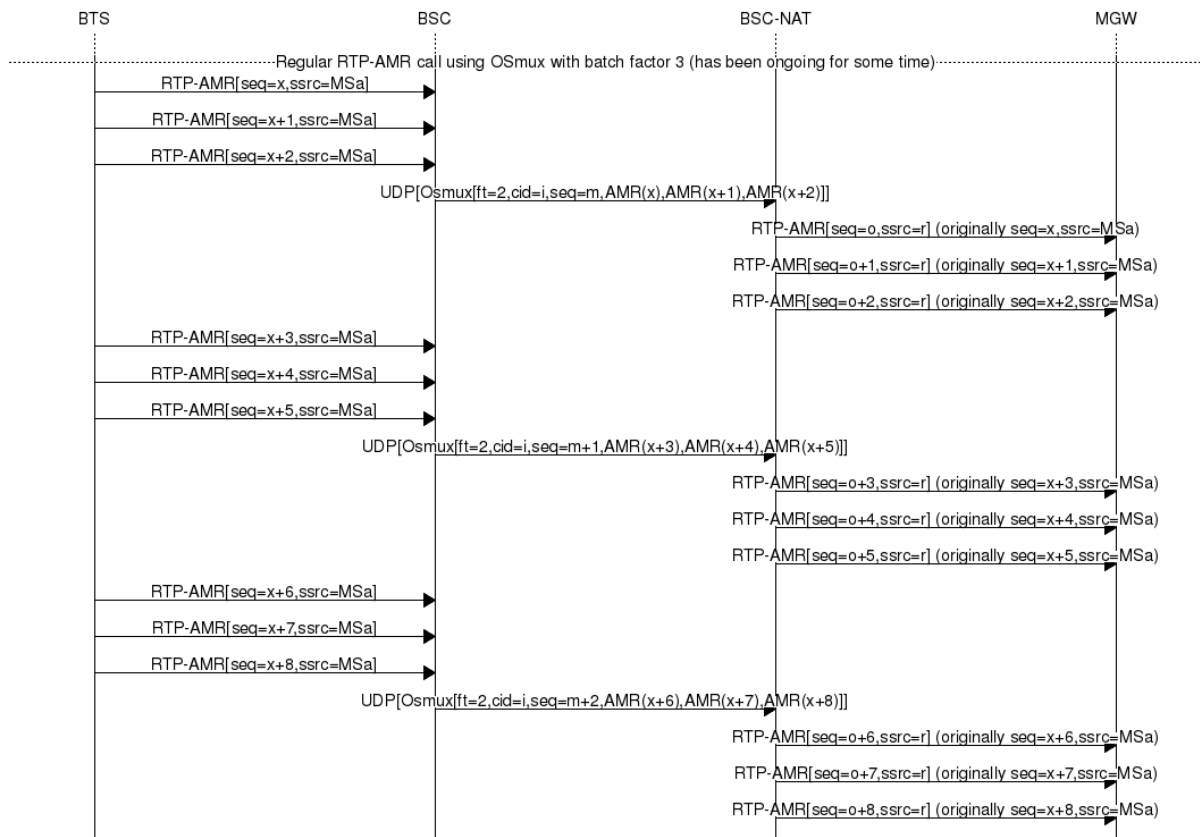 BTS BSC BSC-NAT MGW
Regular RTP-AMR call using OSmux with batch factor 3 (has been ongoing for some time)
RTP-AMR[seq=x,ssrc=MSa]
RTP-AMR[seq=x+1,ssrc=MSa]
RTP-AMR[seq=x+2,ssrc=MSa]
UDP[Osmux[ft=2,cid=i,seq=m,AMR(x),AMR(x+1),AMR(x+2)]]
RTP-AMR[seq=o,ssrc=r] (originally seq=x,ssrc=MSa)
RTP-AMR[seq=o+1,ssrc=r] (originally seq=x+1,ssrc=MSa)
RTP-AMR[seq=o+2,ssrc=r] (originally seq=x+2,ssrc=MSa)
RTP-AMR[seq=x+3,ssrc=MSa]
RTP-AMR[seq=x+4,ssrc=MSa]
RTP-AMR[seq=x+5,ssrc=MSa]
UDP[Osmux[ft=2,cid=i,seq=m+1,AMR(x+3),AMR(x+4),AMR(x+5)]]
RTP-AMR[seq=o+3,ssrc=r] (originally seq=x+3,ssrc=MSa)
RTP-AMR[seq=o+4,ssrc=r] (originally seq=x+4,ssrc=MSa)
RTP-AMR[seq=o+5,ssrc=r] (originally seq=x+5,ssrc=MSa)
RTP-AMR[seq=x+6,ssrc=MSa]
RTP-AMR[seq=x+7,ssrc=MSa]
RTP-AMR[seq=x+8,ssrc=MSa]
UDP[Osmux[ft=2,cid=i,seq=m+2,AMR(x+6),AMR(x+7),AMR(x+8)]]
RTP-AMR[seq=o+6,ssrc=r] (originally seq=x+6,ssrc=MSa)
RTP-AMR[seq=o+7,ssrc=r] (originally seq=x+7,ssrc=MSa)
RTP-AMR[seq=o+8,ssrc=r] (originally seq=x+8,ssrc=MSa)